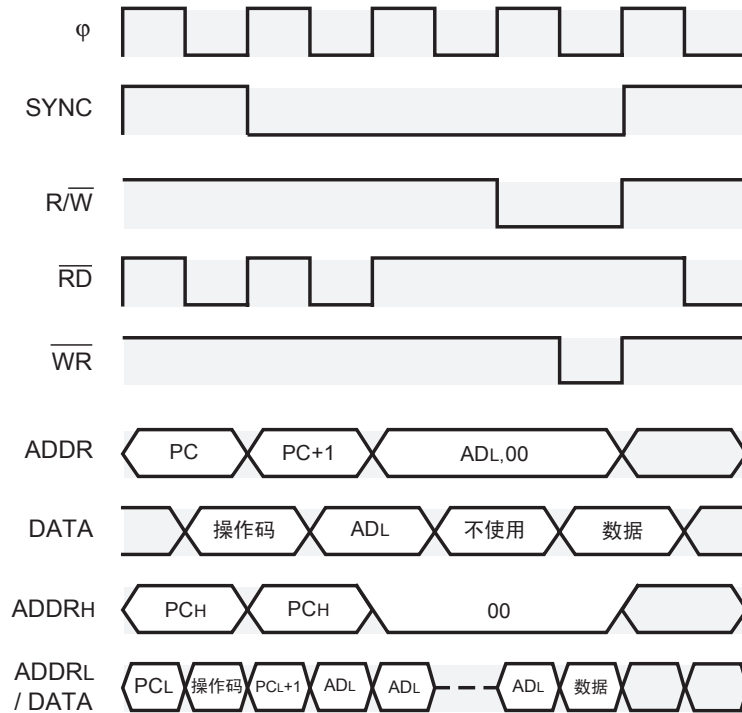 φ
SYNC
R/W
RD
WR
ADDR PC PC+1 ADL,00
DATA 操作码 ADL 不使用 数据
ADDRH PCH PCH 00
ADDRL
/ DATA PCL 操作码 PCL+1 ADL ADL ADL 数据